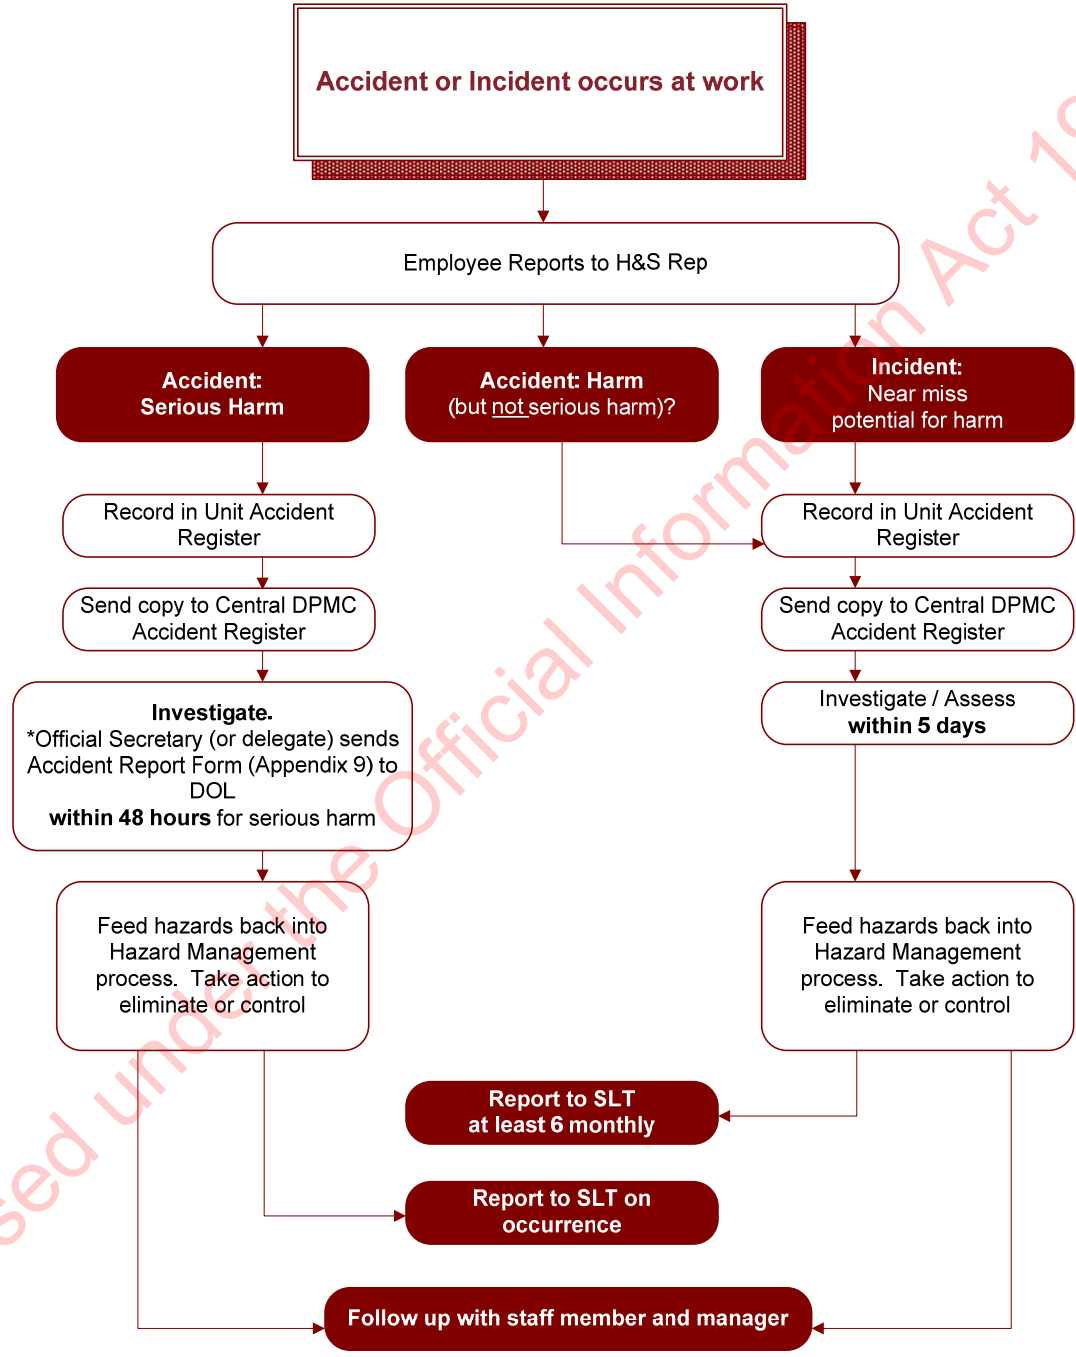 Accident or Incident occurs at work
Employee Reports to H&S Rep
Accident:
Serious Harm
Accident: Harm
(but not serious harm)?
Incident:
Near miss
potential for harm
Record in Unit Accident
Register
Record in Unit Accident
Register
Send copy to Central DPMC
Accident Register
Send copy to Central DPMC
Accident Register
Investigate.
*Official Secretary (or delegate) sends
Accident Report Form (Appendix 9) to
DOL
within 48 hours for serious harm
Investigate / Assess
within 5 days
Feed hazards back into
Hazard Management
process.  Take action to
eliminate or control
Feed hazards back into
Hazard Management
process.  Take action to
eliminate or control
Report to SLT
at least 6 monthly
Report to SLT on
occurrence
Follow up with staff member and manager
under the Official Information Act